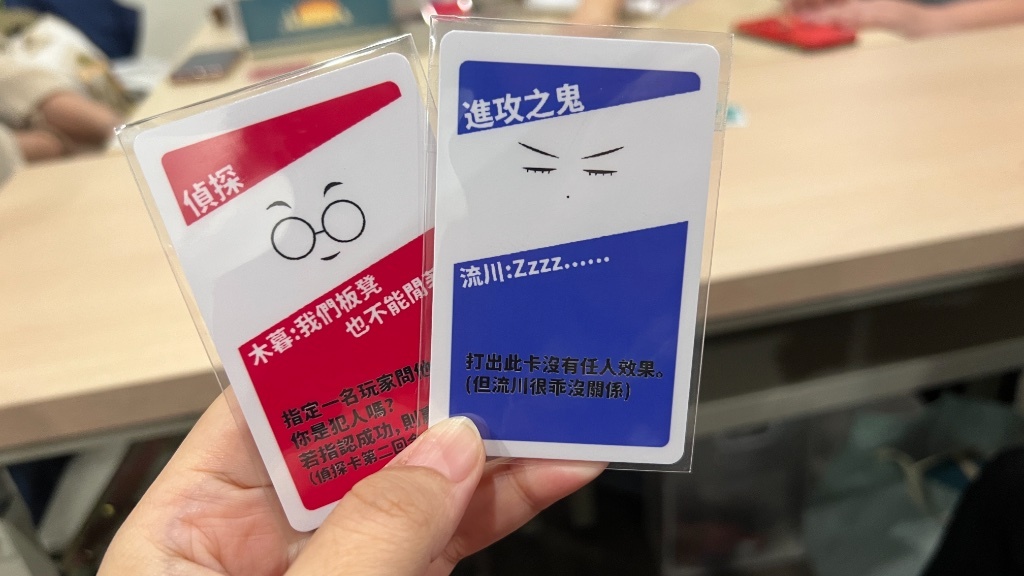 偵探
木暮:我們板凳
也不能閒著
指定一名玩家問他
你是犯人嗎?
若指認成功,則
(偵探卡第二回合
進攻之鬼
流川:Zzzz......
打出此卡沒有任人效果。
(但流川很乖沒關係)